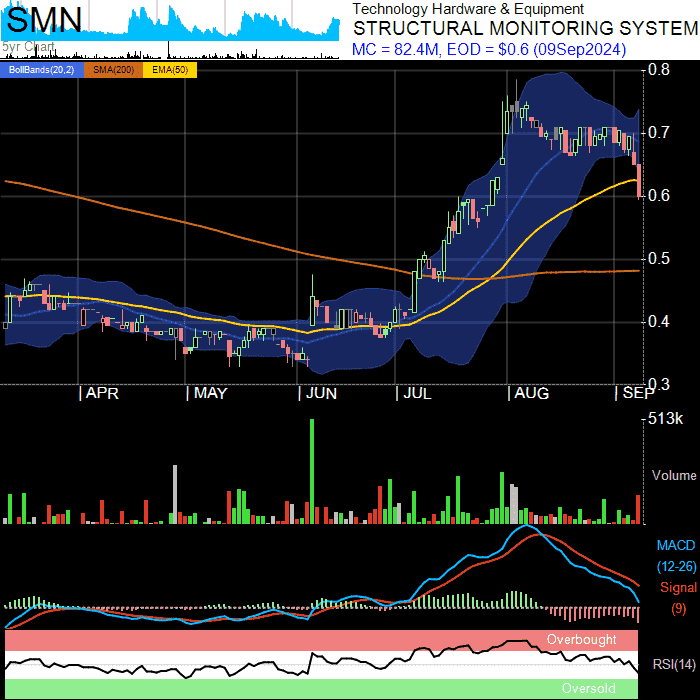 SMN
5yr Chart
Technology Hardware & Equipment
STRUCTURAL MONITORING SYSTEM
MC = 82.4M, EOD = $0.6 (09Sep2024)
BollBands(20,2) SMA(200) EMA(50)
0.8
0.7
0.6
0.5
0.4
0.3
| APR | MAY | JUN | JUL | AUG | SEP
513k
Volume
MACD
(12-26)
Signal
(9)
Overbought
RSI(14)
Oversold